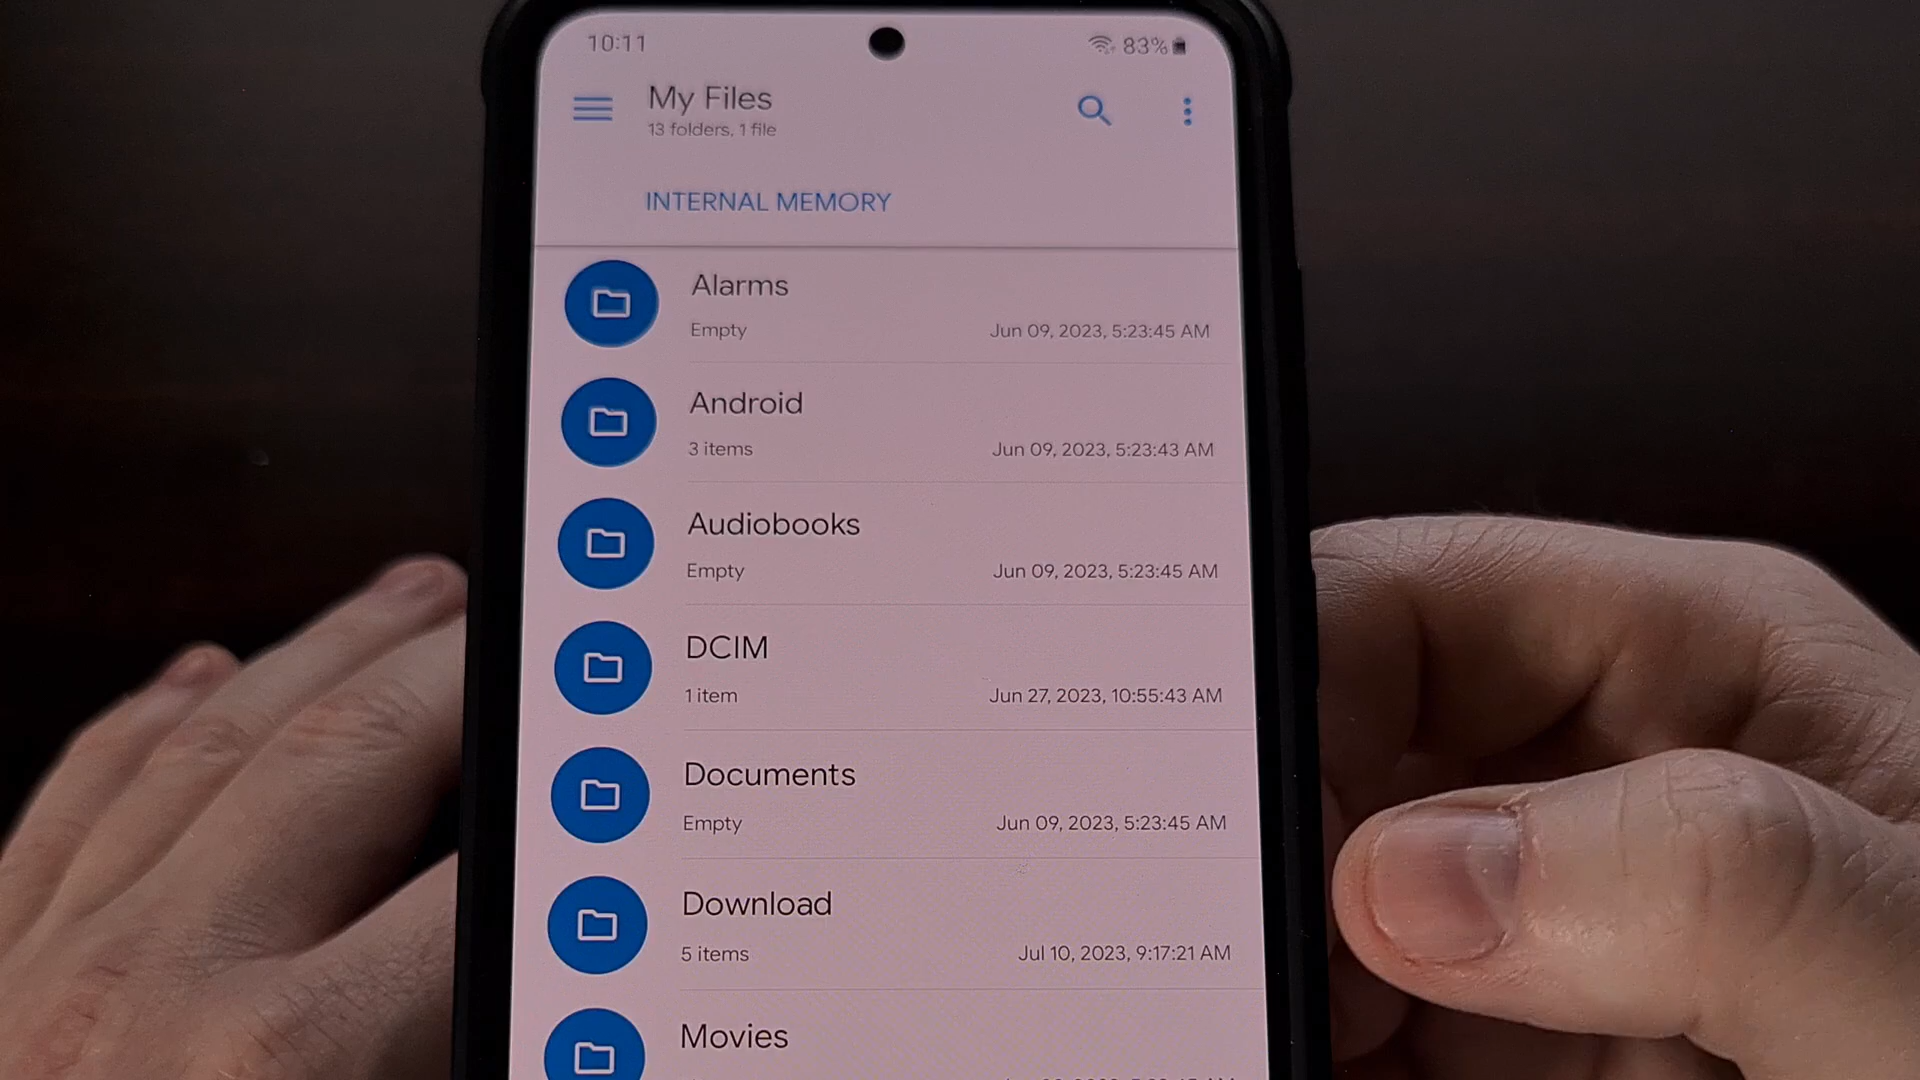 10:11
83%
My Files
13 folders, 1 file
INTERNAL MEMORY
Alarms
Empty
Jun 09, 2023, 5:23:45 AM
Android
3 items
Jun 09, 2023, 5:23:43 AM
Audiobooks
Empty
Jun 09, 2023, 5:23:45 AM
DCIM
1 item
Jun 27, 2023, 10:55:43 AM
Documents
Empty
Jun 09, 2023, 5:23:45 AM
Download
5 items
Jul 10, 2023, 9:17:21 AM
Movies